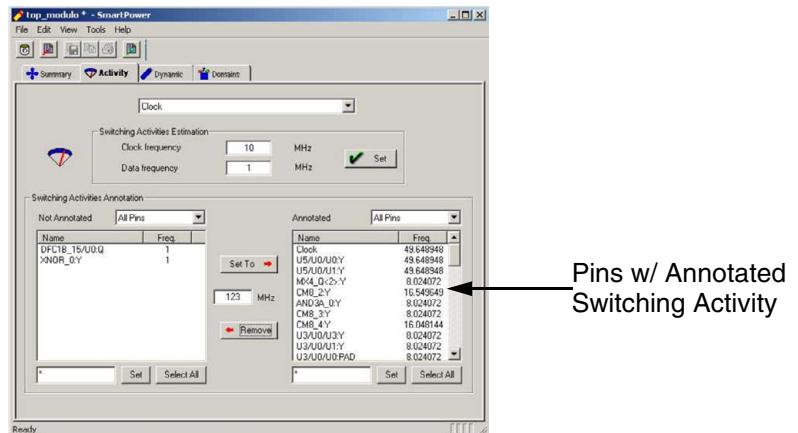 top_modulo * - SmartPower
File Edit View Tools Help
Summary Activity Dynamic Domains
Clock
Switching Activities Estimation
Clock frequency 10 MHz
Set
Data frequency 1 MHz
Switching Activities Annotation
Not Annotated All Pins
Name Freq.
DFC1B_15/U0:Q 1
XNOR_0:Y 1
Set To
123 MHz
Remove
* Set Select All
Annotated All Pins
Name Freq.
Clock 49.648948
U5/U0/U0:Y 49.648948
U5/U0/U1:Y 49.648948
MX4_Q<2>:Y 8.024072
CM8_2:Y 16.549649
AND3A_0:Y 8.024072
CM8_3:Y 8.024072
CM8_4:Y 16.048144
U3/U0/U3:Y 8.024072
U3/U0/U1:Y 8.024072
U3/U0/U0:PAD 8.024072
* Set Select All
Ready
Pins w/ Annotated
Switching Activity